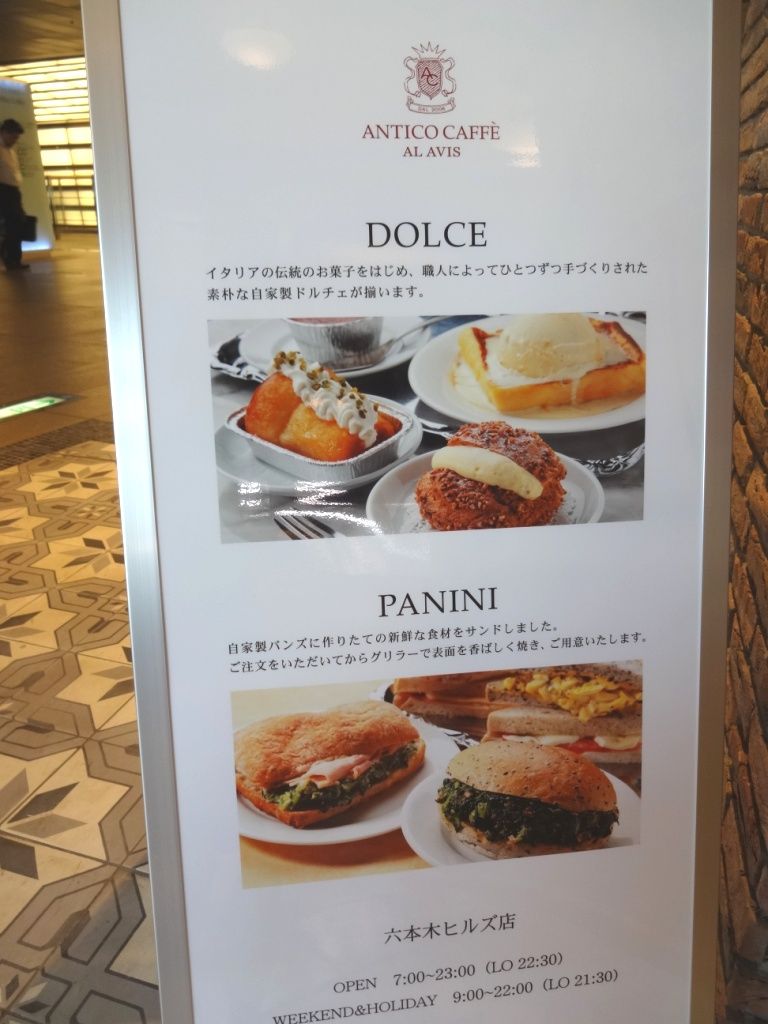 AC
DAL 2006
ANTICO CAFFÈ
AL AVIS
DOLCE
イタリアの伝統のお菓子をはじめ、職人によってひとつずつ手づくりされた
素朴な自家製ドルチェが揃います。
PANINI
自家製バンズに作りたての新鮮な食材をサンドしました。
ご注文をいただいてからグリラーで表面を香ばしく焼き、ご用意いたします。
六本木ヒルズ店
OPEN 7:00~23:00（LO 22:30）
WEEKEND&HOLIDAY 9:00~22:00（LO 21:30）